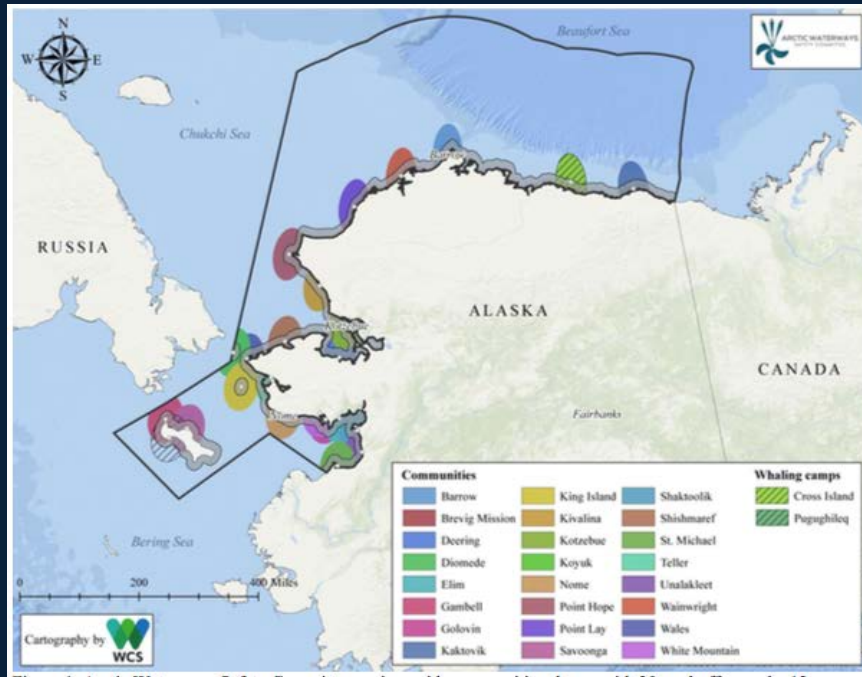 N
W E
S
Beaufort Sea
ARCTIC WATERWAYS
SAFETY COMMITTEE
Chukchi Sea
Barrow
RUSSIA
ALASKA
Kotzebue
CANADA
Nome
Fairbanks
Bering Sea
0 200 400 Miles
Communities
Barrow
Brevig Mission
Deering
Diomede
Elim
Gambell
Golovin
Kaktovik
King Island
Kivalina
Kotzebue
Koyuk
Nome
Point Hope
Point Lay
Savoonga
Shaktoolik
Shishmaref
St. Michael
Teller
Unalakleet
Wainwright
Wales
White Mountain
Whaling camps
Cross Island
Pugughileq
Cartography by
WCS